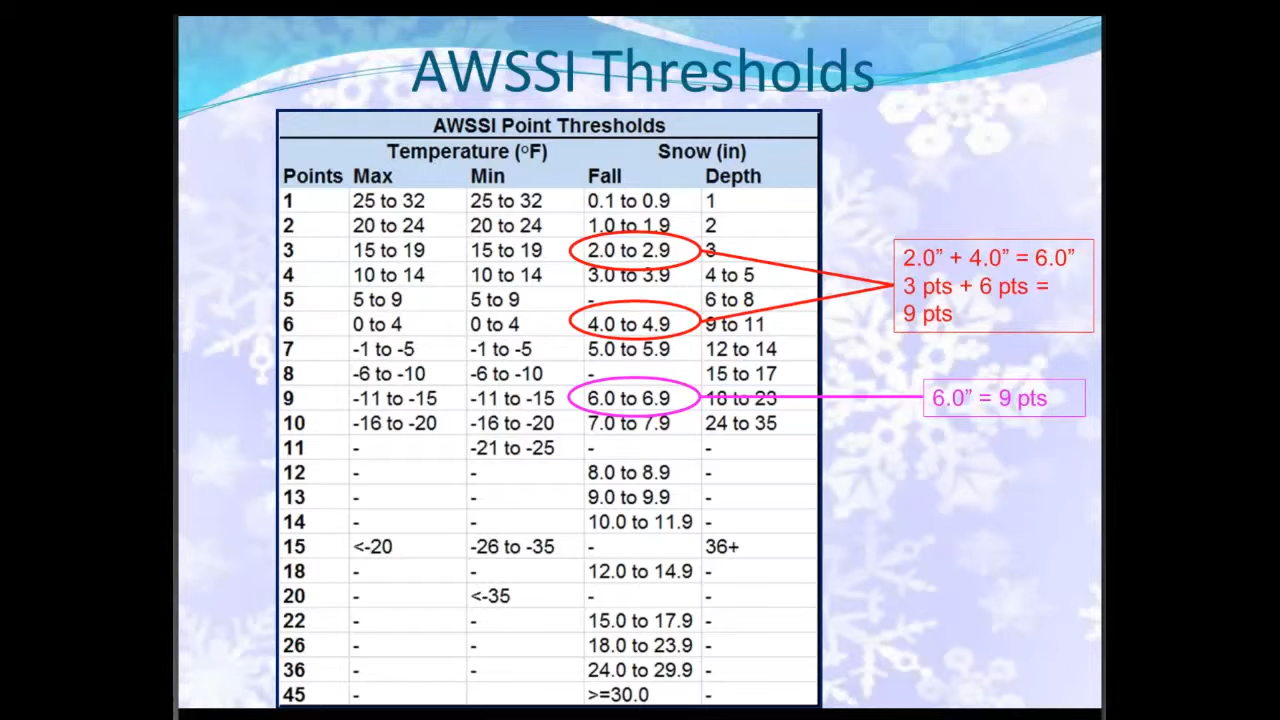 AWSSI Thresholds
AWSSI Point Thresholds
Temperature (°F) Snow (in)
Points Max Min Fall Depth
1 25 to 32 25 to 32 0.1 to 0.9 1
2 20 to 24 20 to 24 1.0 to 1.9 2
3 15 to 19 15 to 19 2.0 to 2.9 3
4 10 to 14 10 to 14 3.0 to 3.9 4 to 5
5 5 to 9 5 to 9 - 6 to 8
6 0 to 4 0 to 4 4.0 to 4.9 9 to 11
7 -1 to -5 -1 to -5 5.0 to 5.9 12 to 14
8 -6 to -10 -6 to -10 - 15 to 17
9 -11 to -15 -11 to -15 6.0 to 6.9 18 to 23
10 -16 to -20 -16 to -20 7.0 to 7.9 24 to 35
11 - -21 to -25 - -
12 - - 8.0 to 8.9 -
13 - - 9.0 to 9.9 -
14 - - 10.0 to 11.9 -
15 <-20 -26 to -35 - 36+
18 - - 12.0 to 14.9 -
20 - <-35 - -
22 - - 15.0 to 17.9 -
26 - - 18.0 to 23.9 -
36 - - 24.0 to 29.9 -
45 - >=30.0 -
2.0” + 4.0” = 6.0”
3 pts + 6 pts =
9 pts
6.0” = 9 pts